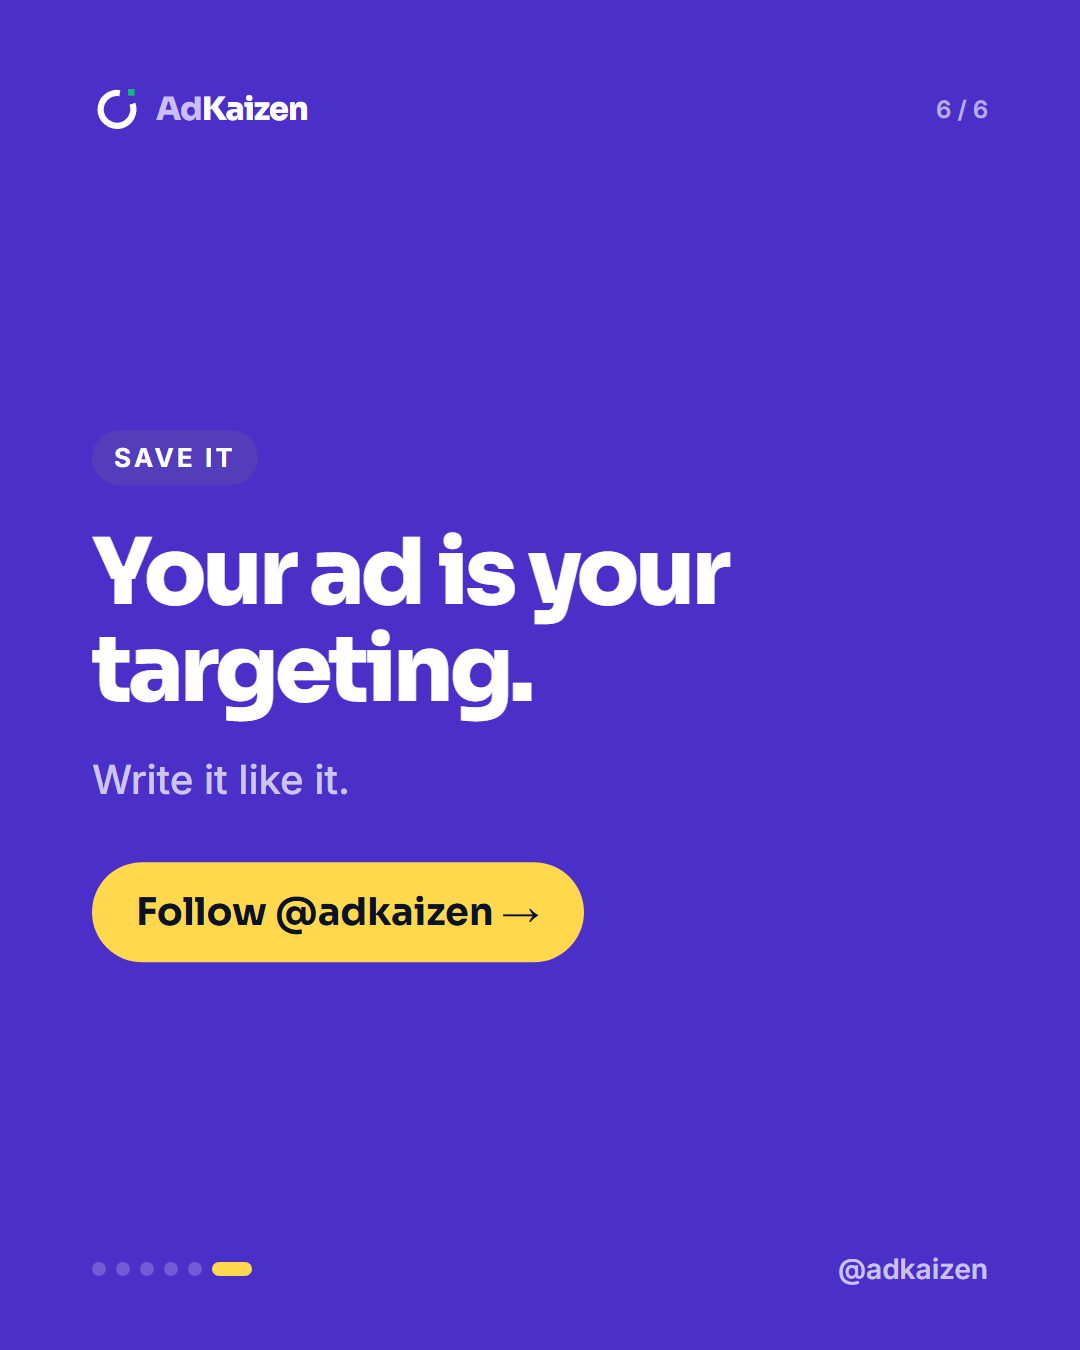 AdKaizen
6 / 6
SAVE IT
Your ad is your
targeting.
Write it like it.
Follow @adkaizen →
@adkaizen